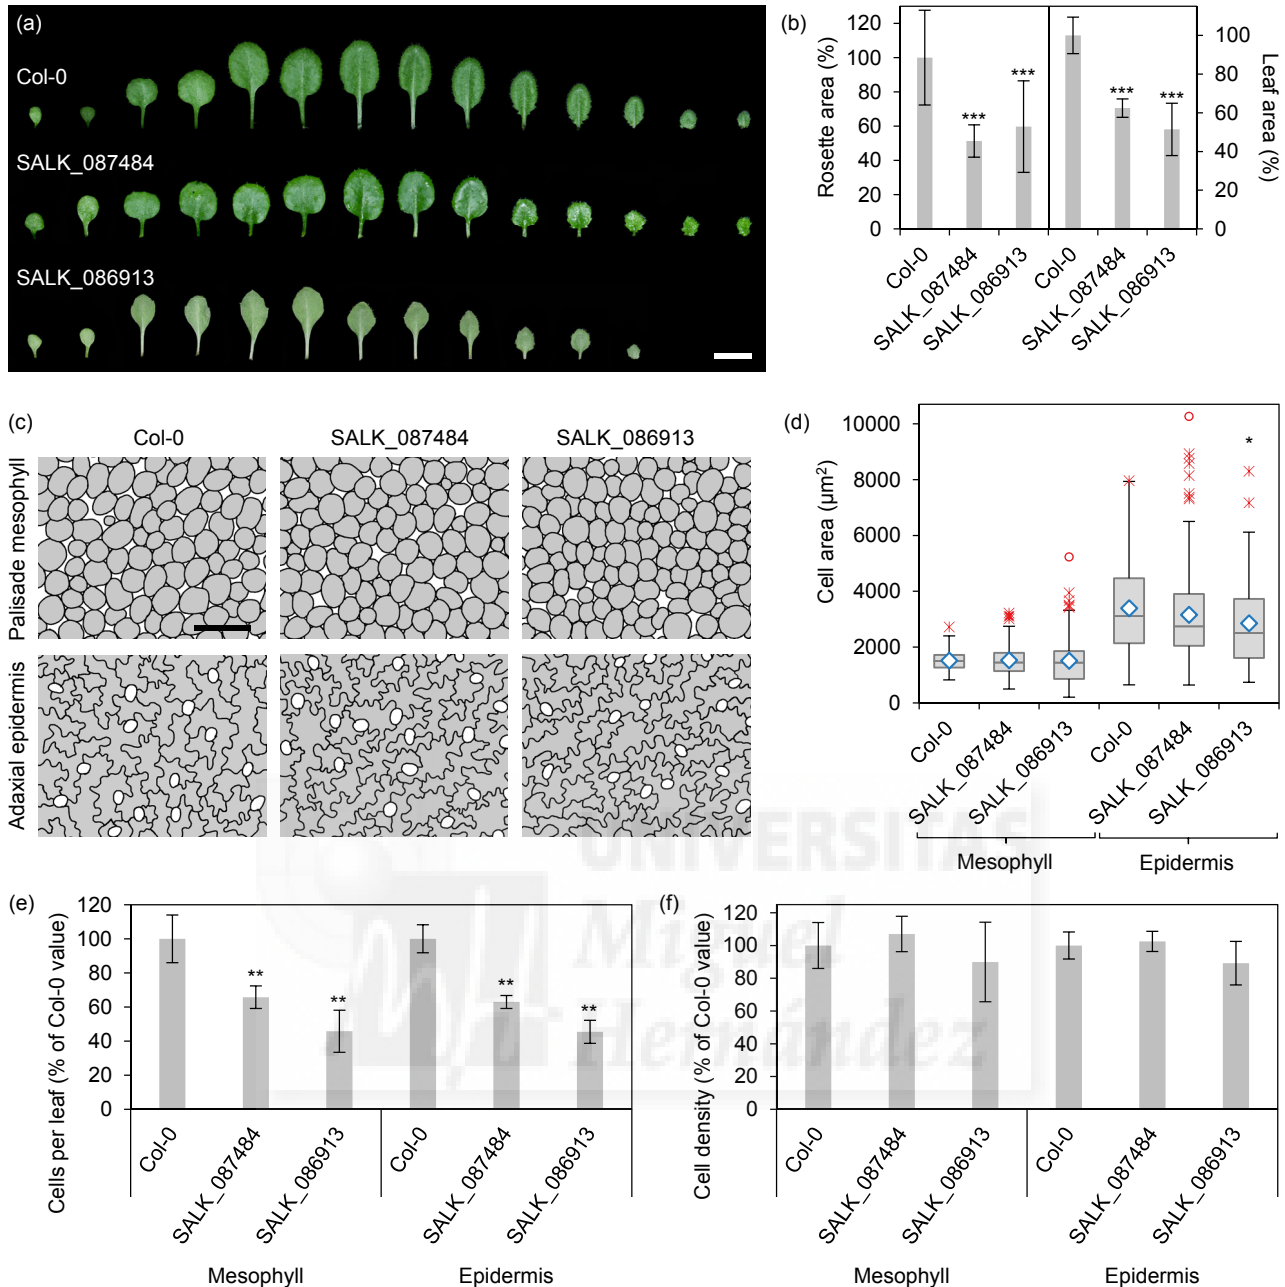 (a)
Col-0
SALK_087484
SALK_086913
(b)
Rosette area (%)
120
100
80
60
40
20
0
***
***
***
***
Leaf area (%)
100
80
60
40
20
0
Col-0
SALK_087484
SALK_086913
Col-0
SALK_087484
SALK_086913
(c)
Col-0
SALK_087484
SALK_086913
Palisade mesophyll
Adaxial epidermis
(d)
Cell area (µm²)
10000
8000
6000
4000
2000
0
*
Col-0
SALK_087484
SALK_086913
Col-0
SALK_087484
SALK_086913
Mesophyll
Epidermis
UNIVERSITAS
Miguel
Hernández
(e)
Cells per leaf (% of Col-0 value)
120
100
80
60
40
20
0
**
**
**
**
Col-0
SALK_087484
SALK_086913
Col-0
SALK_087484
SALK_086913
Mesophyll
Epidermis
(f)
Cell density (% of Col-0 value)
120
100
80
60
40
20
0
Col-0
SALK_087484
SALK_086913
Col-0
SALK_087484
SALK_086913
Mesophyll
Epidermis